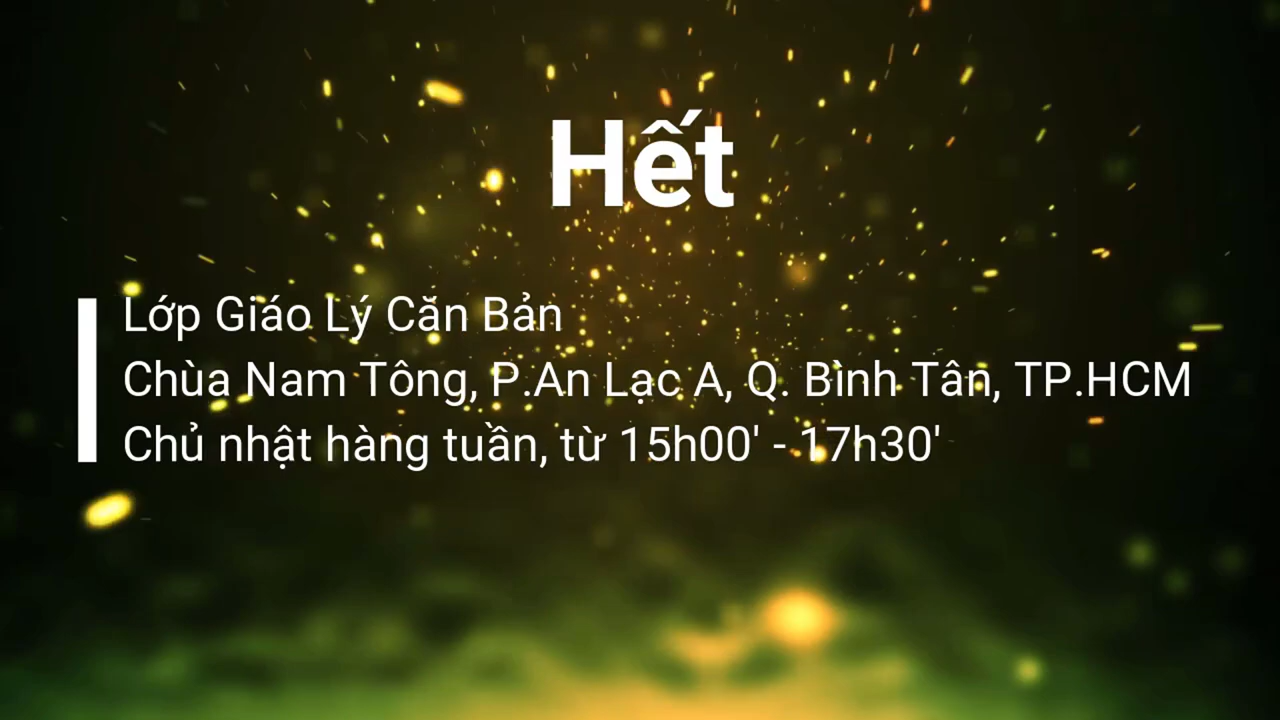 Hết
Lớp Giáo Lý Căn Bản
Chùa Nam Tông, P.An Lạc A, Q. Bình Tân, TP.HCM
Chủ nhật hàng tuần, từ 15h00' - 17h30'